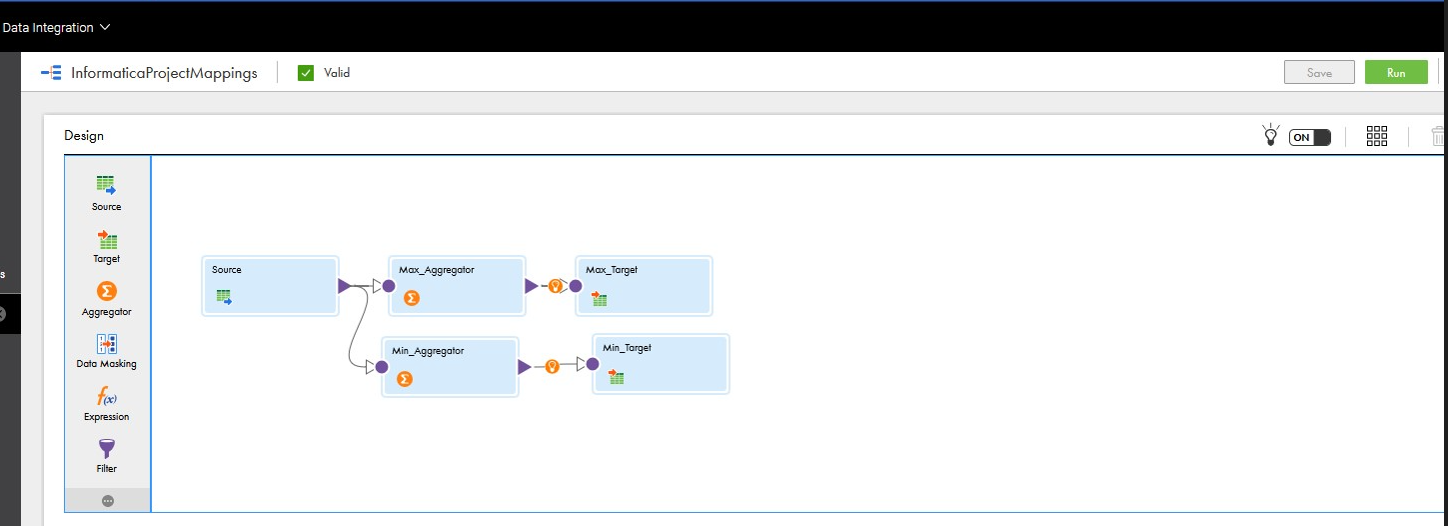 Data Integration
InformaticaProjectMappings
Valid
Save
Run
Design
ON
Source
Target
Aggregator
Data Masking
Expression
f(x)
Filter
Source
Max_Aggregator
Max_Target
Min_Aggregator
Min_Target
s